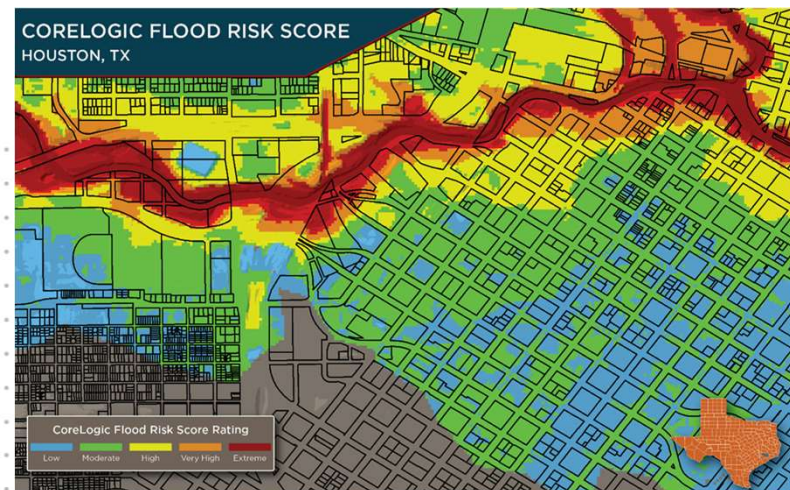 CORELOGIC FLOOD RISK SCORE
HOUSTON, TX
CoreLogic Flood Risk Score Rating
Low Moderate High Very High Extreme